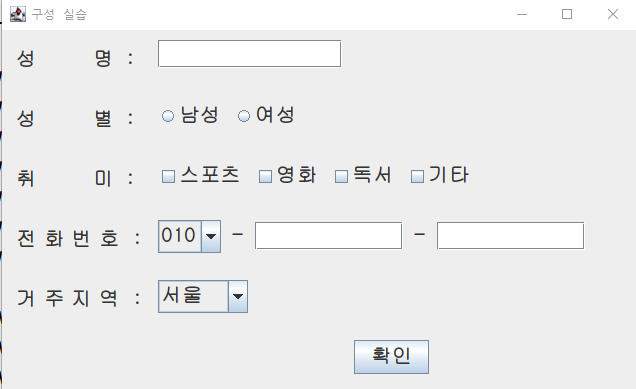 구성 실습
성 명 :
성 별 : 남성 여성
취 미 : 스포츠 영화 독서 기타
전 화 번 호 : 010 - -
거 주 지 역 : 서울
확인